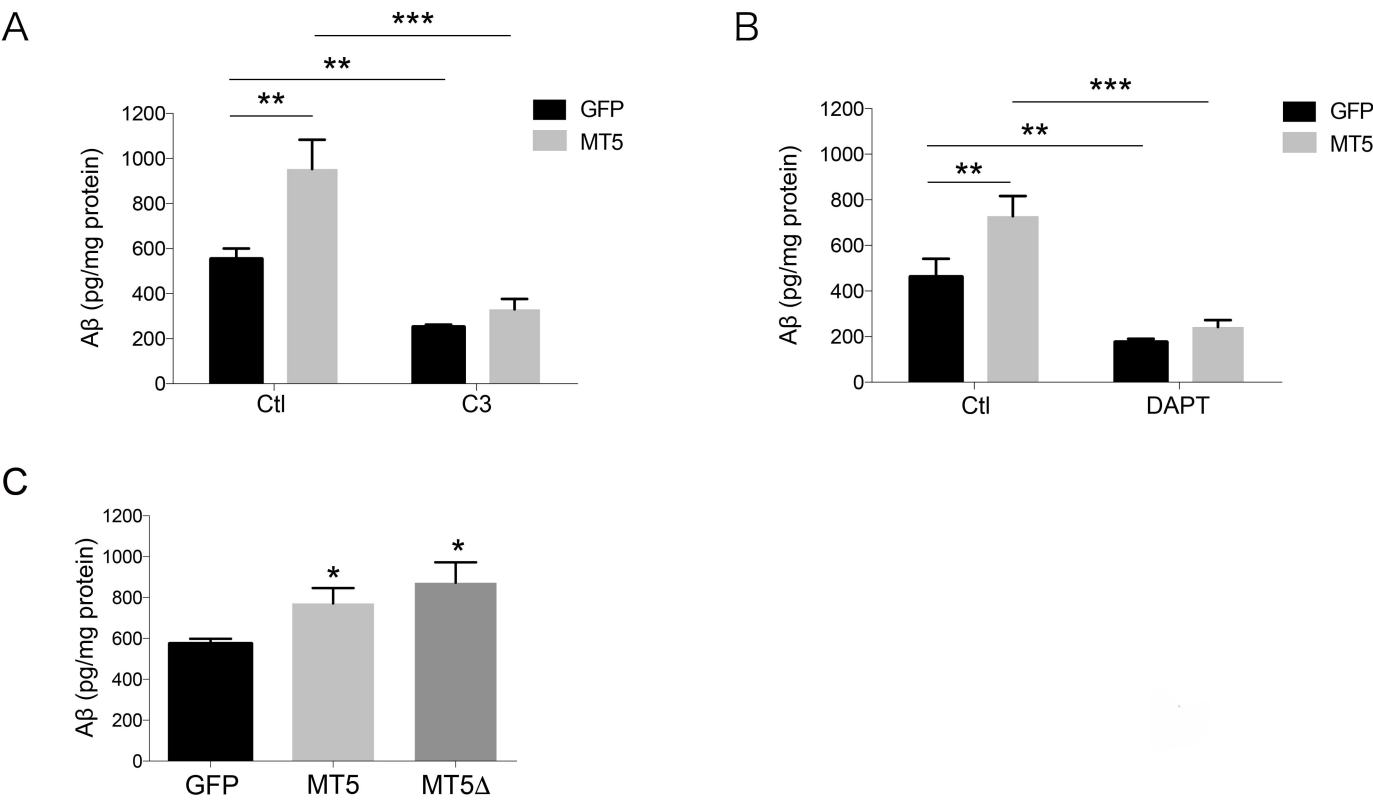 A
***
**
**
GFP
MT5
Aβ (pg/mg protein)
1200
1000
800
600
400
200
0
Ctl
C3
B
***
**
**
GFP
MT5
Aβ (pg/mg protein)
1200
1000
800
600
400
200
0
Ctl
DAPT
C
Aβ (pg/mg protein)
1200
1000
800
600
400
200
0
*
*
GFP
MT5
MT5Δ